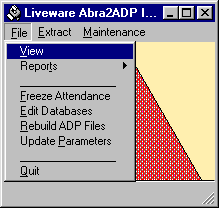 Liveware Abra2ADP I...
File Extract Maintenance
View
Reports
Freeze Attendance
Edit Databases
Rebuild ADP Files
Update Parameters
Quit